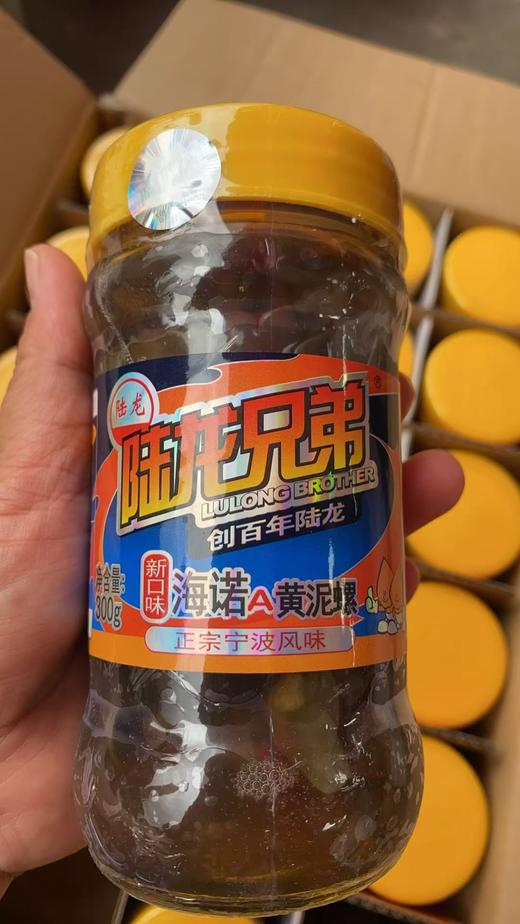 陆龙
陆龙兄弟®
LULONG BROTHER
创百年陆龙
净含量:
300g
新口味
海诺A黄泥螺
正宗宁波风味